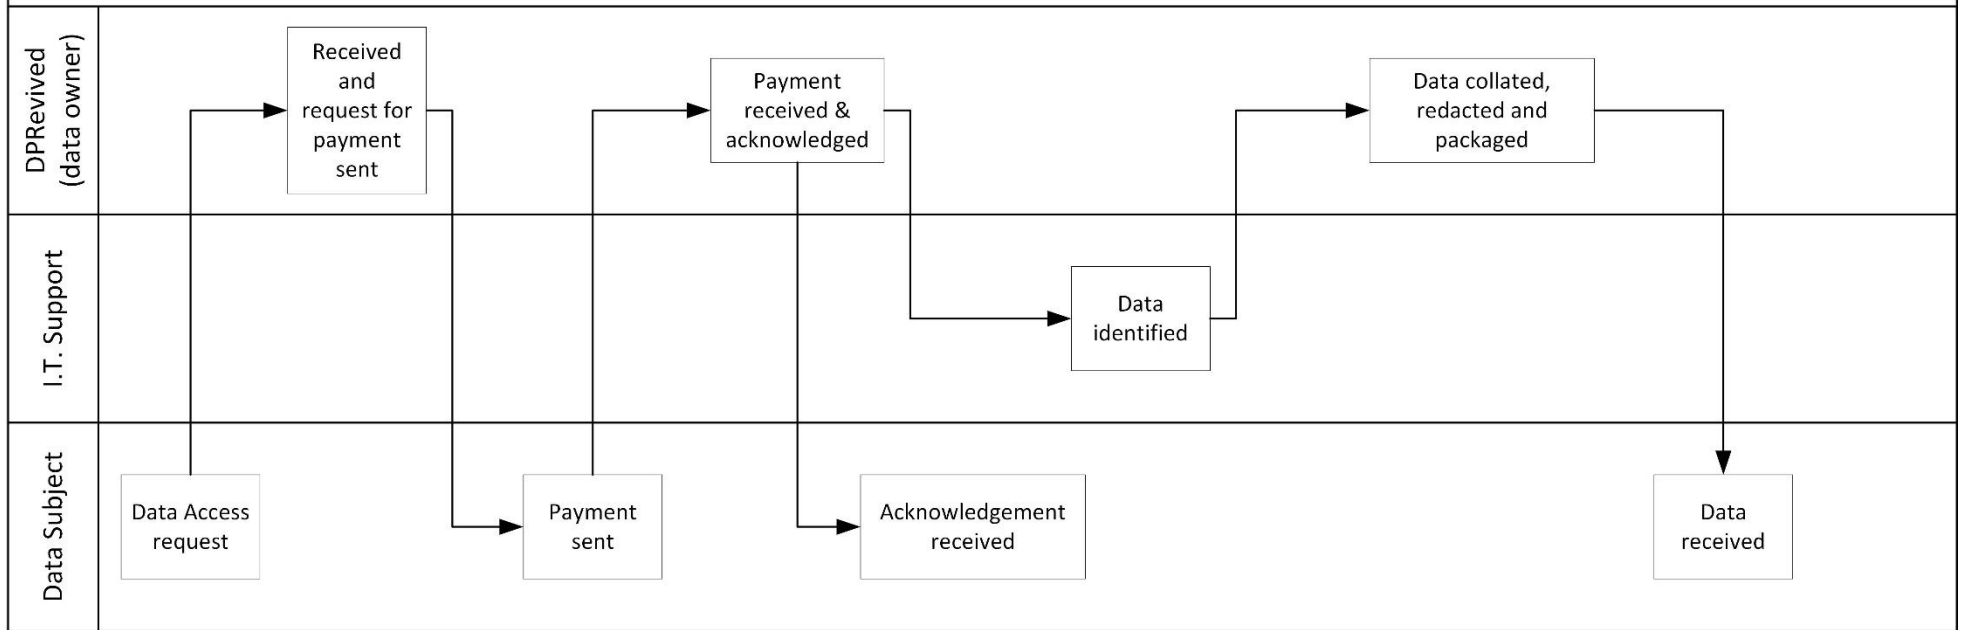 DPRevived
(data owner)
Received
and
request for
payment
sent
Payment
received &
acknowledged
Data collated,
redacted and
packaged
I.T. Support
Data
identified
Data Subject
Data Access
request
Payment
sent
Acknowledgement
received
Data
received